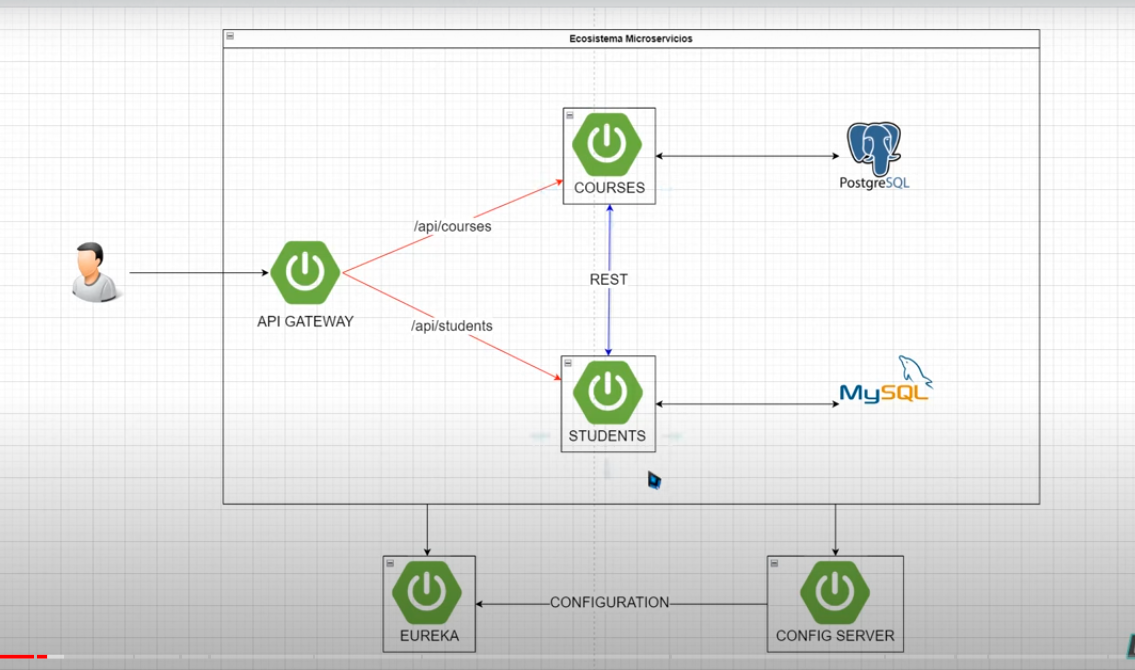 Ecosistema Microservicios
COURSES
PostgreSQL
/api/courses
REST
API GATEWAY
/api/students
MySQL
STUDENTS
CONFIGURATION
EUREKA
CONFIG SERVER